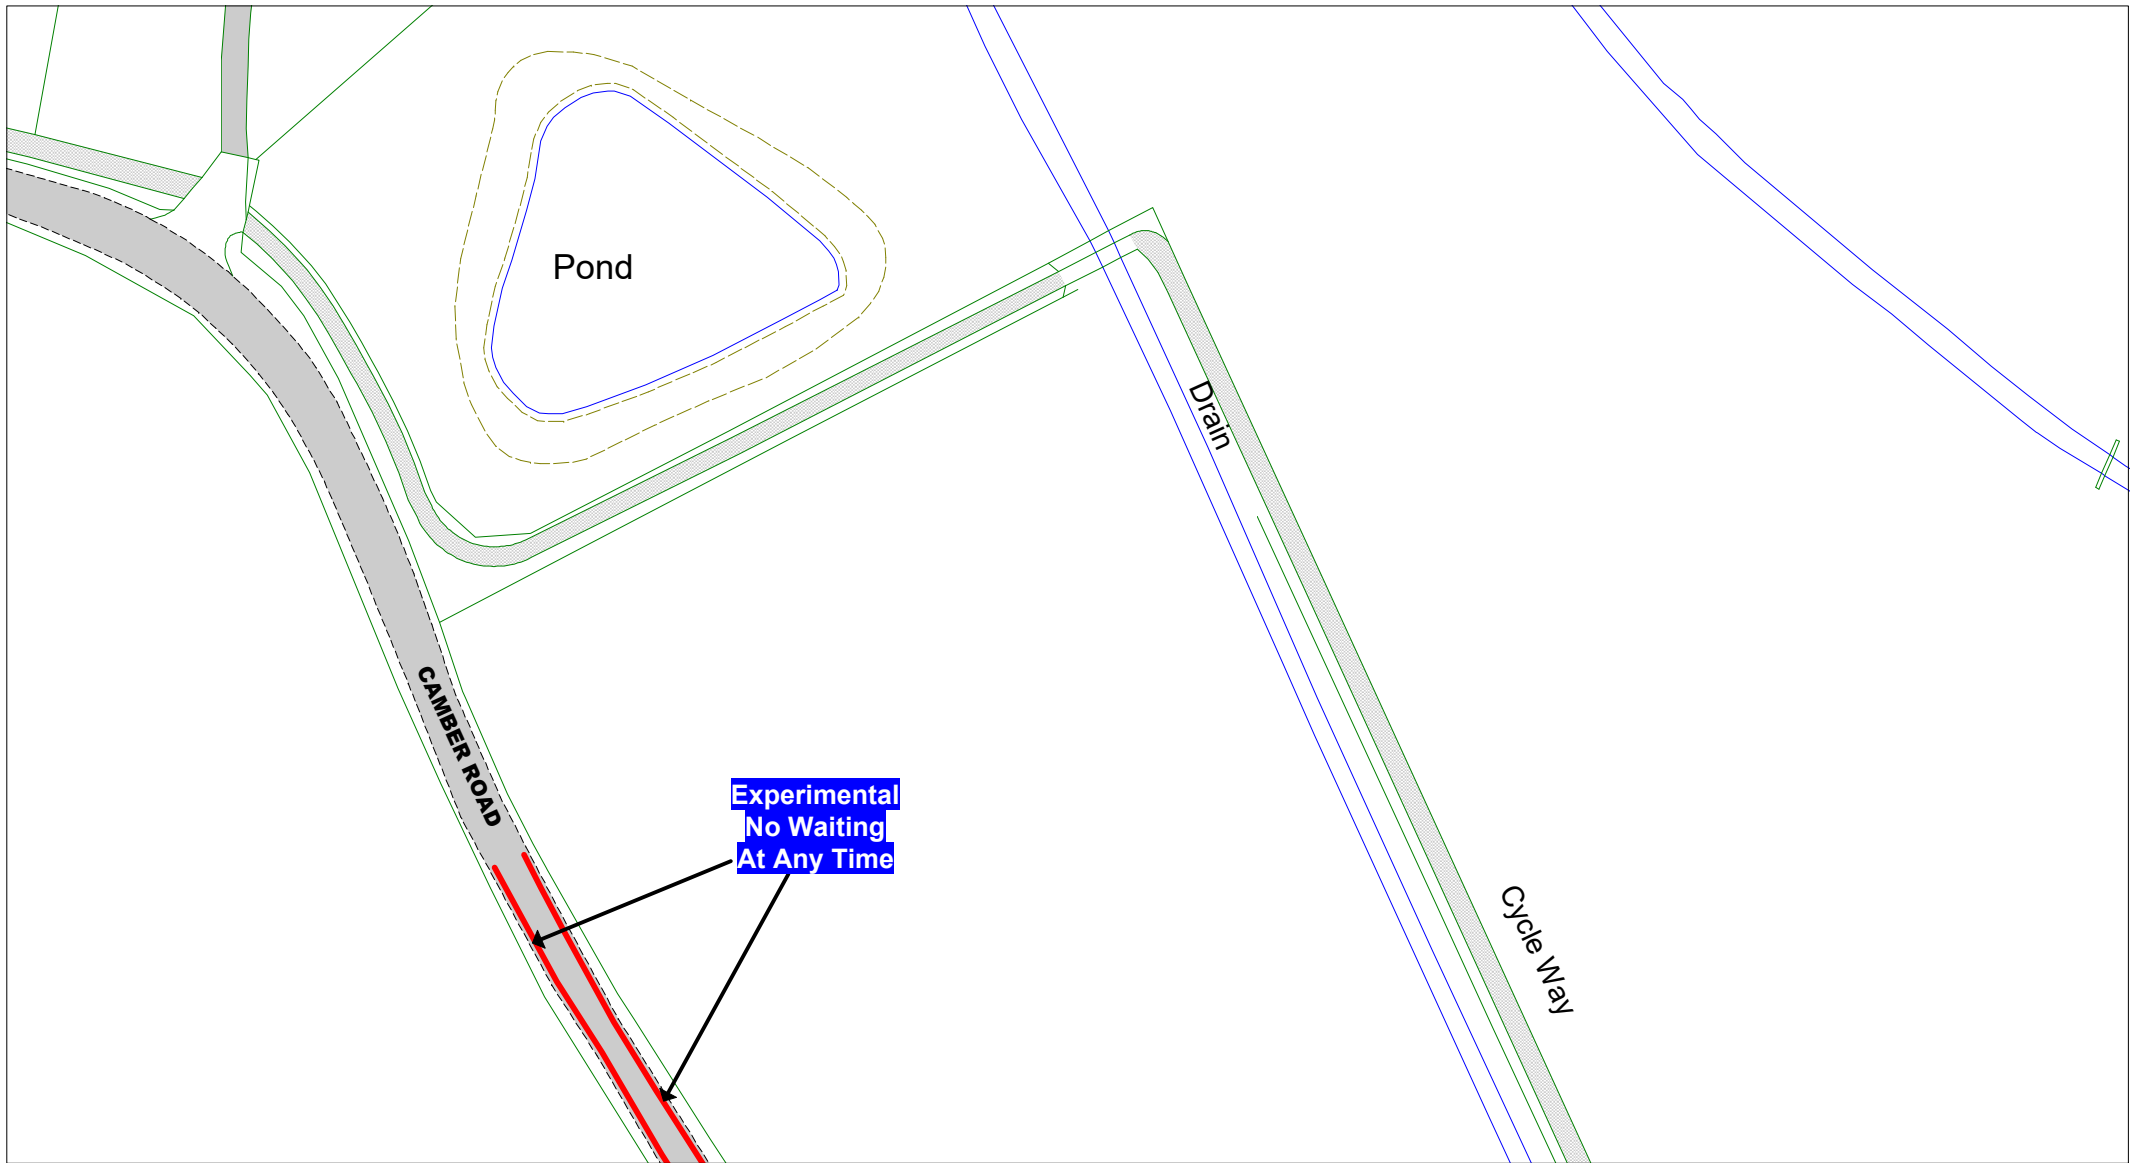 Pond
Drain
CAMBER ROAD
Experimental
No Waiting
At Any Time
Cycle Way